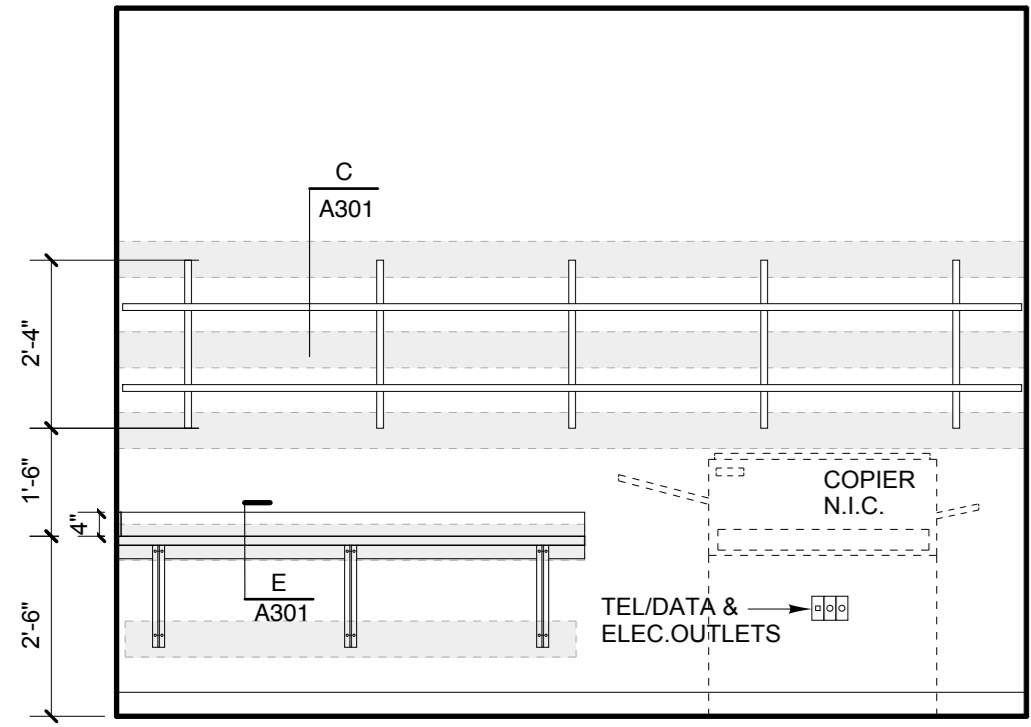 C
A301
2'-4"
1'-6"
4"
COPIER
N.I.C.
E
A301
2'-6"
TEL/DATA &
ELEC.OUTLETS